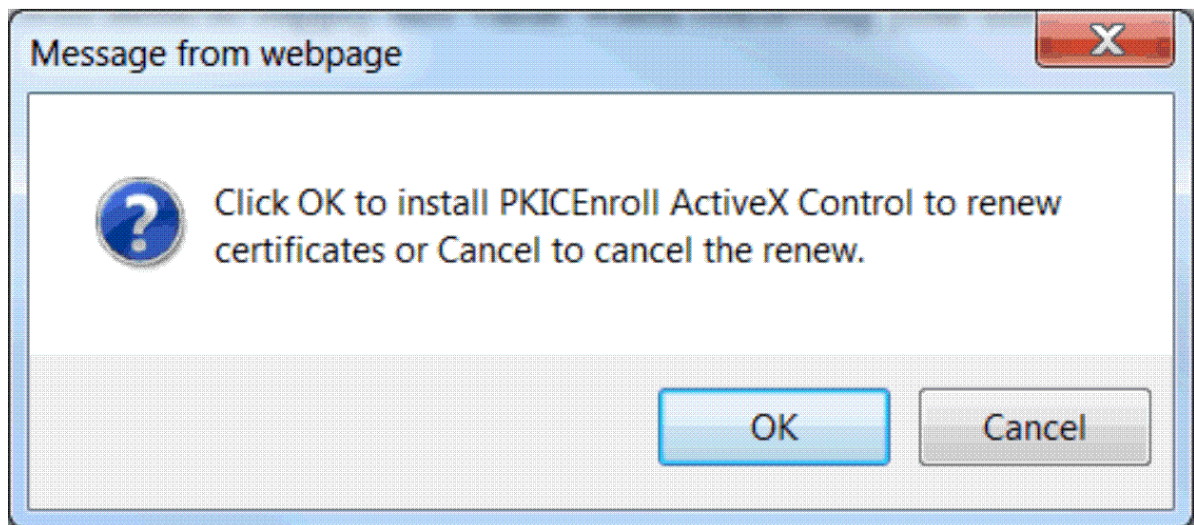 Message from webpage
Click OK to install PKICEnroll ActiveX Control to renew
certificates or Cancel to cancel the renew.
OK
Cancel